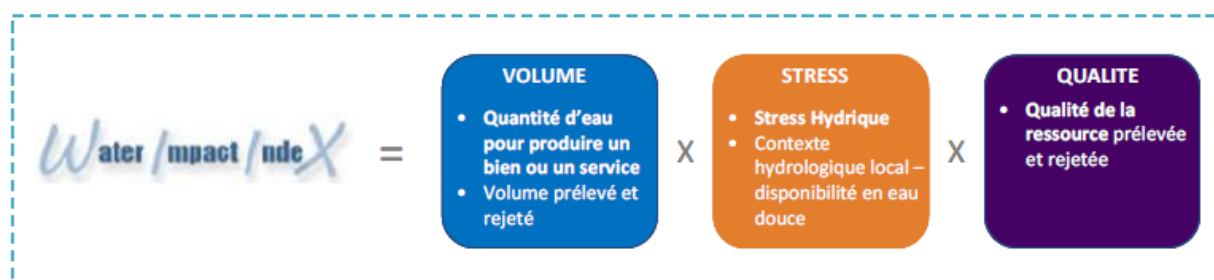 Water Impact IndeX
=
VOLUME
• Quantité d'eau
pour produire un
bien ou un service
• Volume prélevé et
rejeté
X
STRESS
• Stress Hydrique
• Contexte
hydrologique local –
disponibilité en eau
douce
X
QUALITE
• Qualité de la
ressource prélevée
et rejetée